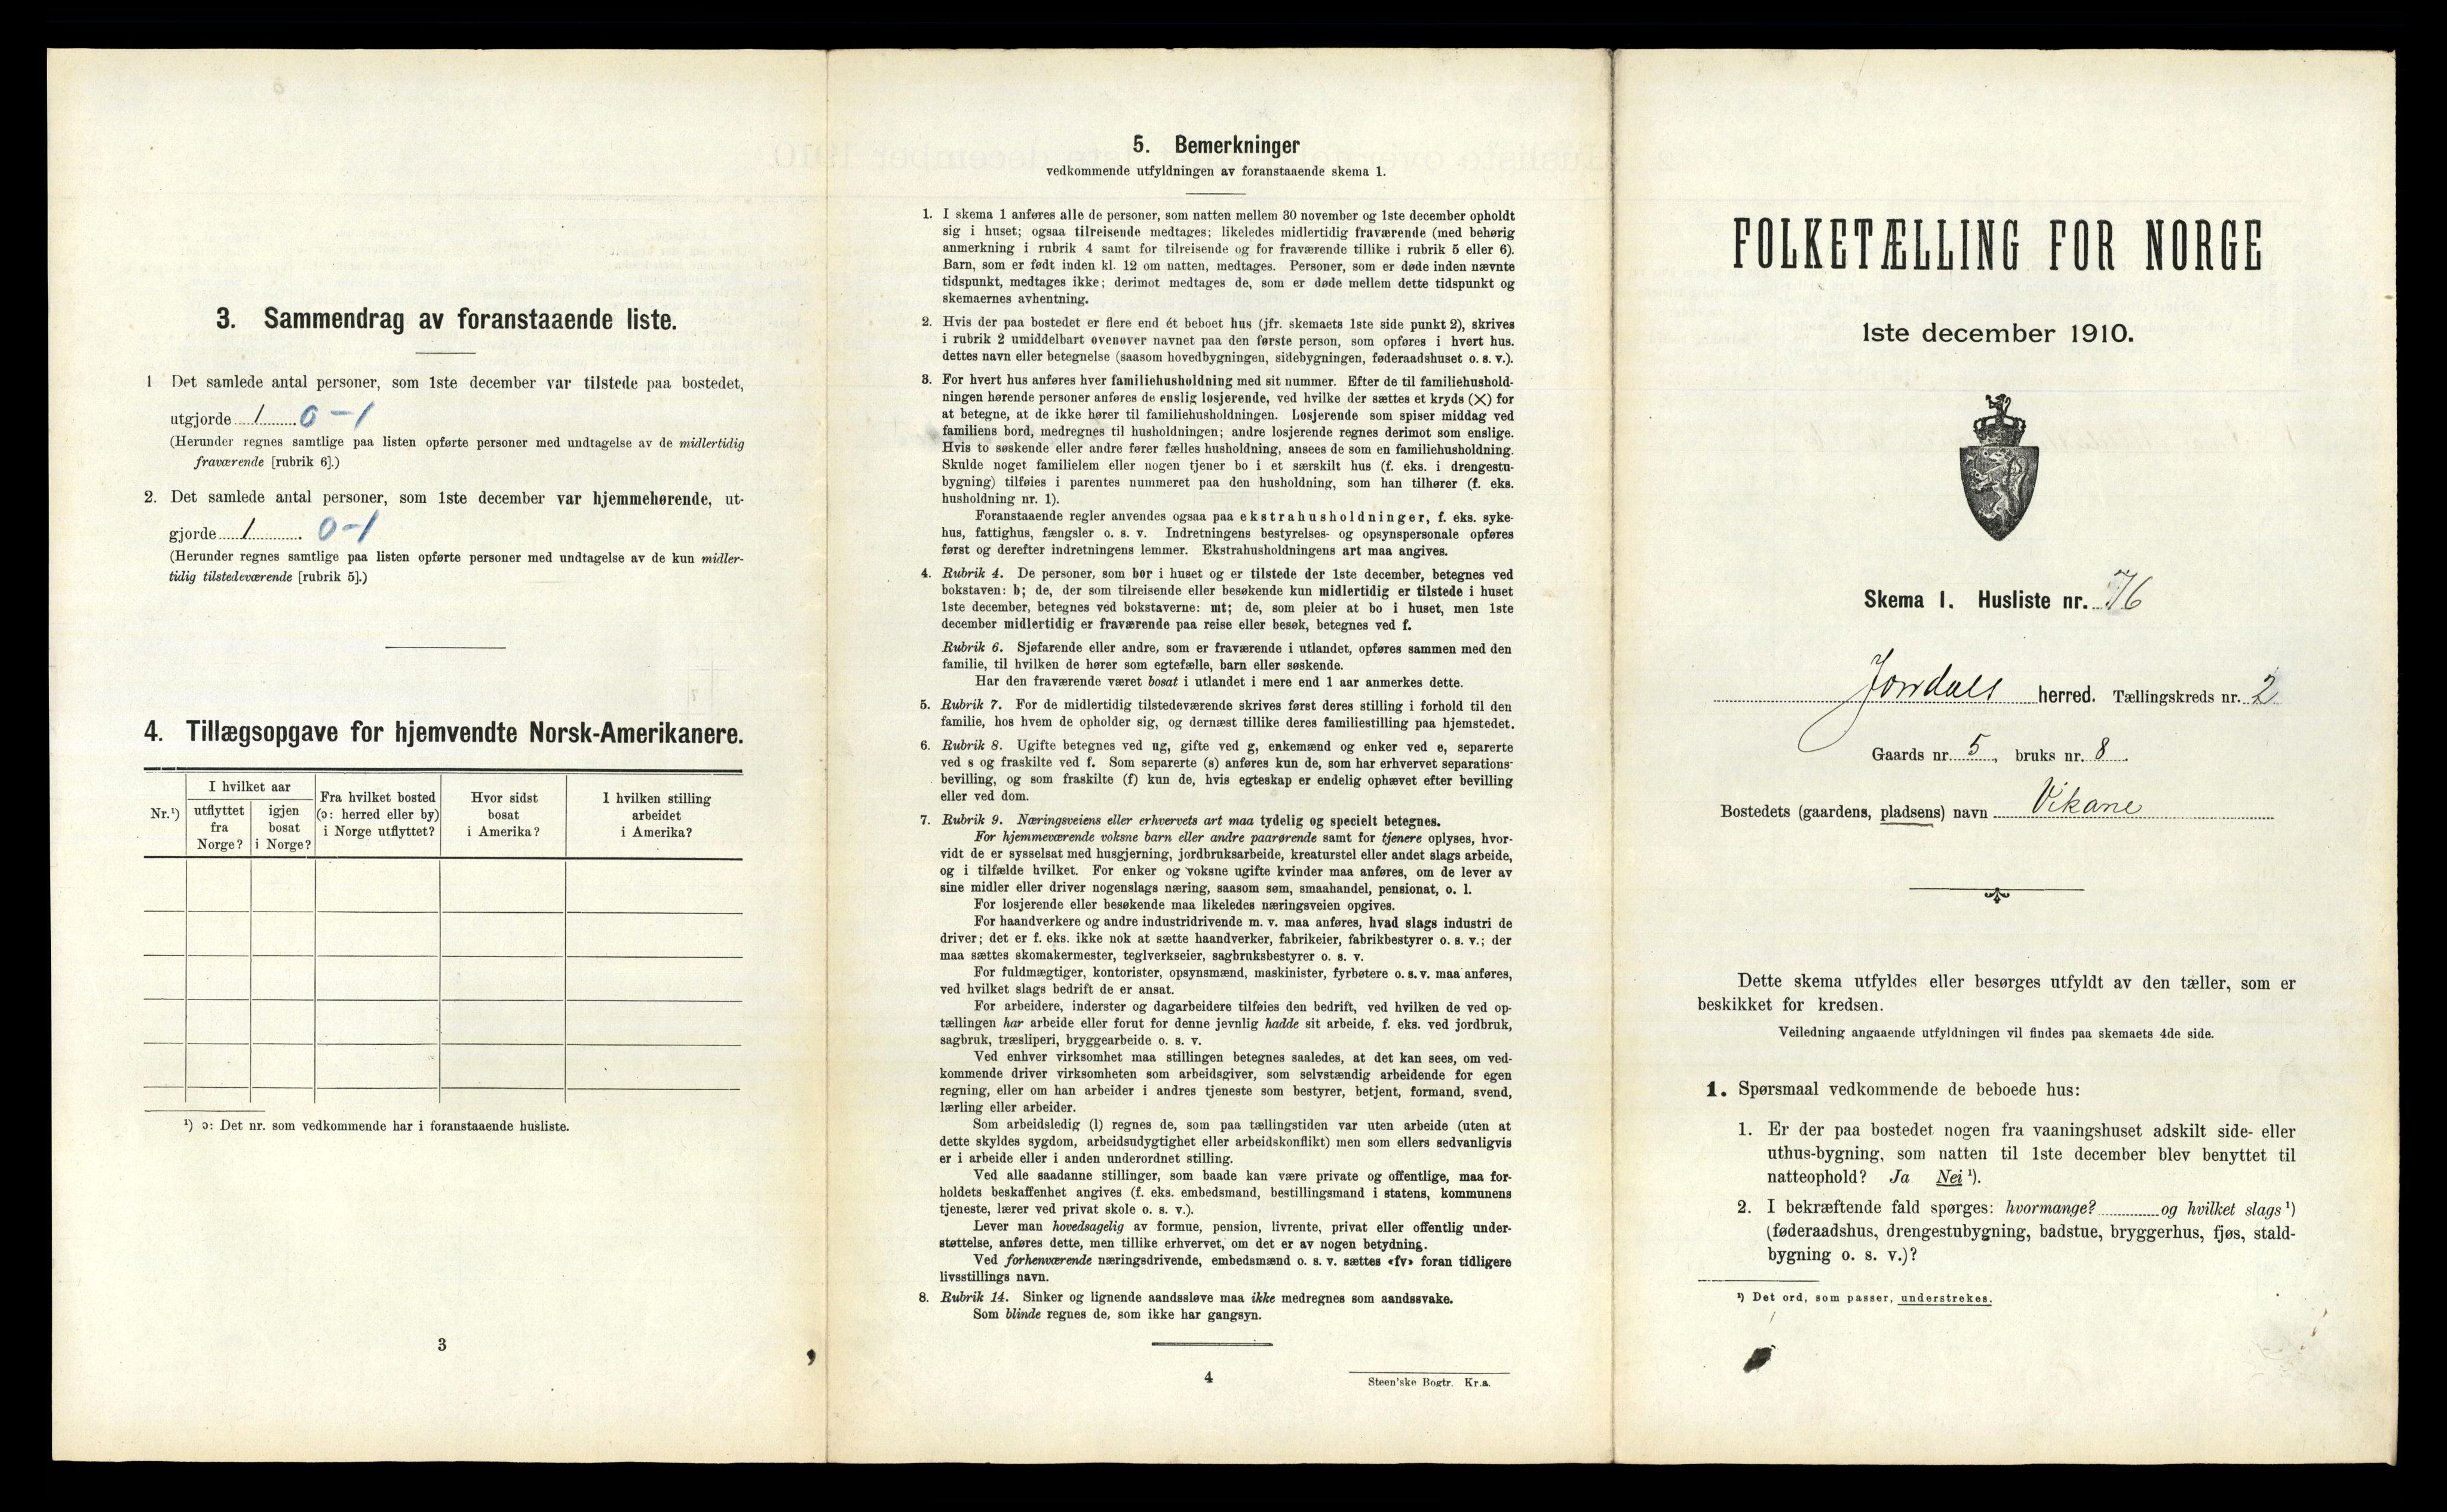 3. Sammendrag av foranstaaende liste.
1 Det samlede antal personer, som 1ste december var tilstede paa bostedet,
utgjorde 1 0-1
(Herunder regnes samtlige paa listen opførte personer med undtagelse av de midlertidig
fraværende [rubrik 6].)
2. Det samlede antal personer, som 1ste december var hjemmehørende, ut-
gjorde 1 . 0-1
(Herunder regnes samtlige paa listen opførte personer med undtagelse av de kun midler-
tidig tilstedeværende [rubrik 5].)
4. Tillægsopgave for hjemvendte Norsk-Amerikanere.
Nr.¹)
I hvilket aar
utflyttet
fra
Norge?
igjen
bosat
i Norge?
Fra hvilket bosted
(ɔ: herred eller by)
i Norge utflyttet?
Hvor sidst
bosat
i Amerika?
I hvilken stilling
arbeidet
i Amerika?
¹) ɔ: Det nr. som vedkommende har i foranstaaende husliste.
3
5. Bemerkninger
vedkommende utfyldningen av foranstaaende skema 1.
1. I skema 1 anføres alle de personer, som natten mellem 30 november og 1ste december opholdt
sig i huset; ogsaa tilreisende medtages; likeledes midlertidig fraværende (med behørig
anmerkning i rubrik 4 samt for tilreisende og for fraværende tillike i rubrik 5 eller 6).
Barn, som er født inden kl. 12 om natten, medtages. Personer, som er døde inden nævnte
tidspunkt, medtages ikke; derimot medtages de, som er døde mellem dette tidspunkt og
skemaernes avhentning.
2. Hvis der paa bostedet er flere end ét beboet hus (jfr. skemaets 1ste side punkt 2), skrives
i rubrik 2 umiddelbart ovenover navnet paa den første person, som opføres i hvert hus.
dettes navn eller betegnelse (saasom hovedbygningen, sidebygningen, føderaadshuset o. s. v.).
3. For hvert hus anføres hver familiehusholdning med sit nummer. Efter de til familiehushold-
ningen hørende personer anføres de enslig losjerende, ved hvilke der sættes et kryds (×) for
at betegne, at de ikke hører til familiehusholdningen. Losjerende som spiser middag ved
familiens bord, medregnes til husholdningen; andre losjerende regnes derimot som enslige.
Hvis to søskende eller andre fører fælles husholdning, ansees de som en familiehusholdning.
Skulde noget familielem eller nogen tjener bo i et særskilt hus (f. eks. i drengestu-
bygning) tilføies i parentes nummeret paa den husholdning, som han tilhører (f. eks.
husholdning nr. 1).
Foranstaaende regler anvendes ogsaa paa ekstrahusholdninger, f. eks. syke-
hus, fattighus, fængsler o. s. v. Indretningens bestyrelses- og opsynspersonale opføres
først og derefter indretningens lemmer. Ekstrahusholdningens art maa angives.
4. Rubrik 4. De personer, som bor i huset og er tilstede der 1ste december, betegnes ved
bokstaven: b; de, der som tilreisende eller besøkende kun midlertidig er tilstede i huset
1ste december, betegnes ved bokstaverne: mt; de, som pleier at bo i huset, men 1ste
december midlertidig er fraværende paa reise eller besøk, betegnes ved f.
Rubrik 6. Sjøfarende eller andre, som er fraværende i utlandet, opføres sammen med den
familie, til hvilken de hører som egtefælle, barn eller søskende.
Har den fraværende været bosat i utlandet i mere end 1 aar anmerkes dette.
5. Rubrik 7. For de midlertidig tilstedeværende skrives først deres stilling i forhold til den
familie, hos hvem de opholder sig, og dernæst tillike deres familiestilling paa hjemstedet.
6. Rubrik 8. Ugifte betegnes ved ug, gifte ved g, enkemænd og enker ved e, separerte
ved s og fraskilte ved f. Som separerte (s) anføres kun de, som har erhvervet separations-
bevilling, og som fraskilte (f) kun de, hvis egteskap er endelig ophævet efter bevilling
eller ved dom.
7. Rubrik 9. Næringsveiens eller erhvervets art maa tydelig og specielt betegnes.
For hjemmeværende voksne barn eller andre paarørende samt for tjenere oplyses, hvor-
vidt de er sysselsat med husgjerning, jordbruksarbeide, kreaturstel eller andet slags arbeide,
og i tilfælde hvilket. For enker og voksne ugifte kvinder maa anføres, om de lever av
sine midler eller driver nogenslags næring, saasom søm, smaahandel, pensionat, o. l.
For losjerende eller besøkende maa likeledes næringsveien opgives.
For haandverkere og andre industridrivende m. v. maa anføres, hvad slags industri de
driver; det er f. eks. ikke nok at sætte haandverker, fabrikeier, fabrikbestyrer o. s. v.; der
maa sættes skomakermester, teglverkseier, sagbruksbestyrer o. s. v.
For fuldmægtiger, kontorister, opsynsmænd, maskinister, fyrbøtere o. s. v. maa anføres,
ved hvilket slags bedrift de er ansat.
For arbeidere, inderster og dagarbeidere tilføies den bedrift, ved hvilken de ved op-
tællingen har arbeide eller forut for denne jevnlig hadde sit arbeide, f. eks. ved jordbruk,
sagbruk, træsliperi, bryggearbeide o. s. v.
Ved enhver virksomhet maa stillingen betegnes saaledes, at det kan sees, om ved-
kommende driver virksomheten som arbeidsgiver, som selvstændig arbeidende for egen
regning, eller om han arbeider i andres tjeneste som bestyrer, betjent, formand, svend,
lærling eller arbeider.
Som arbeidsledig (l) regnes de, som paa tællingstiden var uten arbeide (uten at
dette skyldes sygdom, arbeidsudygtighet eller arbeidskonflikt) men som ellers sedvanligvis
er i arbeide eller i anden underordnet stilling.
Ved alle saadanne stillinger, som baade kan være private og offentlige, maa for-
holdets beskaffenhet angives (f. eks. embedsmand, bestillingsmand i statens, kommunens
tjeneste, lærer ved privat skole o. s. v.).
Lever man hovedsagelig av formue, pension, livrente, privat eller offentlig under-
støttelse, anføres dette, men tillike erhvervet, om det er av nogen betydning.
Ved forhenværende næringsdrivende, embedsmænd o. s. v. sættes «fv» foran tidligere
livsstillings navn.
8. Rubrik 14. Sinker og lignende aandssløve maa ikke medregnes som aandssvake.
Som blinde regnes de, som ikke har gangsyn.
4
Steen'ske Bogtr. Kr.a.
FOLKETÆLLING FOR NORGE
1ste december 1910.
Skema 1. Husliste nr. 76
Jondals herred. Tællingskreds nr. 2
Gaards nr. 5, bruks nr. 8.
Bostedets (gaardens, pladsens) navn Vikane
Dette skema utfyldes eller besørges utfyldt av den tæller, som er
beskikket for kredsen.
Veiledning angaaende utfyldningen vil findes paa skemaets 4de side.
1. Spørsmaal vedkommende de beboede hus:
1. Er der paa bostedet nogen fra vaaningshuset adskilt side- eller
uthus-bygning, som natten til 1ste december blev benyttet til
natteophold? Ja Nei ¹).
2. I bekræftende fald spørges: hvormange? og hvilket slags ¹)
(føderaadshus, drengestubygning, badstue, bryggerhus, fjøs, stald-
bygning o. s. v.)?
¹) Det ord, som passer, understrekes.